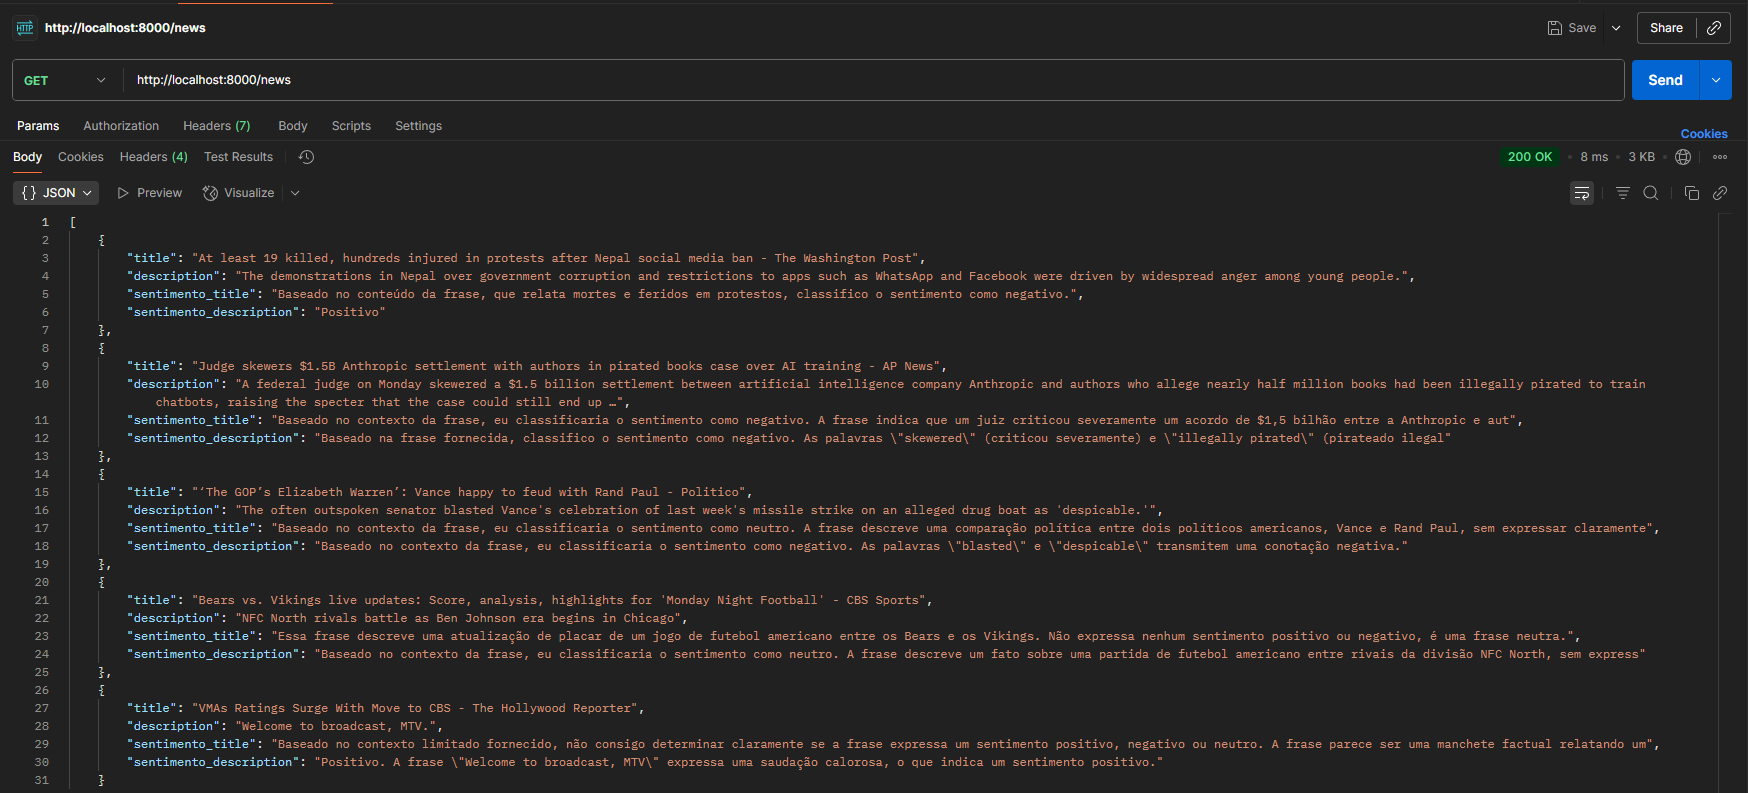 HTTP http://localhost:8000/news Save Share
GET http://localhost:8000/news Send
Params Authorization Headers (7) Body Scripts Settings
Cookies
Body Cookies Headers (4) Test Results 200 OK • 8 ms • 3 KB
{} JSON Preview Visualize
1 [
2 {
3 "title": "At least 19 killed, hundreds injured in protests after Nepal social media ban - The Washington Post",
4 "description": "The demonstrations in Nepal over government corruption and restrictions to apps such as WhatsApp and Facebook were driven by widespread anger among young people.",
5 "sentimento_title": "Baseado no conteúdo da frase, que relata mortes e feridos em protestos, classifico o sentimento como negativo.",
6 "sentimento_description": "Positivo"
7 },
8 {
9 "title": "Judge skewers $1.5B Anthropic settlement with authors in pirated books case over AI training - AP News",
10 "description": "A federal judge on Monday skewered a $1.5 billion settlement between artificial intelligence company Anthropic and authors who allege nearly half million books had been illegally pirated to train
chatbots, raising the specter that the case could still end up …",
11 "sentimento_title": "Baseado no contexto da frase, eu classificaria o sentimento como negativo. A frase indica que um juiz criticou severamente um acordo de $1,5 bilhão entre a Anthropic e aut",
12 "sentimento_description": "Baseado na frase fornecida, classifico o sentimento como negativo. As palavras \"skewered\" (criticou severamente) e \"illegally pirated\" (pirateado ilegal"
13 },
14 {
15 "title": "‘The GOP’s Elizabeth Warren’: Vance happy to feud with Rand Paul - Politico",
16 "description": "The often outspoken senator blasted Vance's celebration of last week's missile strike on an alleged drug boat as 'despicable.'",
17 "sentimento_title": "Baseado no contexto da frase, eu classificaria o sentimento como neutro. A frase descreve uma comparação política entre dois políticos americanos, Vance e Rand Paul, sem expressar claramente",
18 "sentimento_description": "Baseado no contexto da frase, eu classificaria o sentimento como negativo. As palavras \"blasted\" e \"despicable\" transmitem uma conotação negativa."
19 },
20 {
21 "title": "Bears vs. Vikings live updates: Score, analysis, highlights for 'Monday Night Football' - CBS Sports",
22 "description": "NFC North rivals battle as Ben Johnson era begins in Chicago",
23 "sentimento_title": "Essa frase descreve uma atualização de placar de um jogo de futebol americano entre os Bears e os Vikings. Não expressa nenhum sentimento positivo ou negativo, é uma frase neutra.",
24 "sentimento_description": "Baseado no contexto da frase, eu classificaria o sentimento como neutro. A frase descreve um fato sobre uma partida de futebol americano entre rivais da divisão NFC North, sem express"
25 },
26 {
27 "title": "VMAs Ratings Surge With Move to CBS - The Hollywood Reporter",
28 "description": "Welcome to broadcast, MTV.",
29 "sentimento_title": "Baseado no contexto limitado fornecido, não consigo determinar claramente se a frase expressa um sentimento positivo, negativo ou neutro. A frase parece ser uma manchete factual relatando um",
30 "sentimento_description": "Positivo. A frase \"Welcome to broadcast, MTV\" expressa uma saudação calorosa, o que indica um sentimento positivo."
31 }